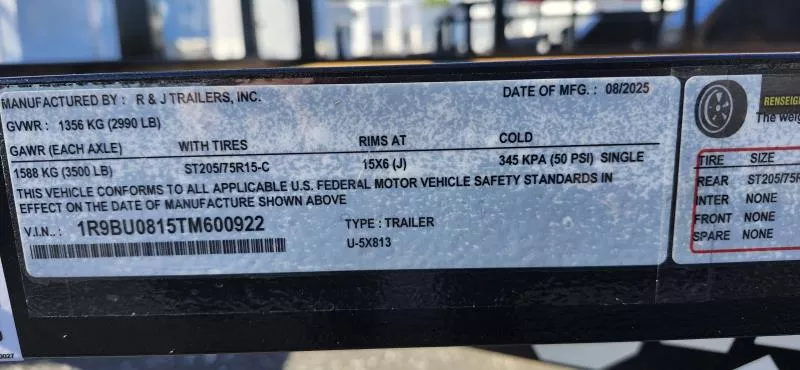 MANUFACTURED BY : R & J TRAILERS, INC. DATE OF MFG. : 08/2025
GVWR : 1356 KG (2990 LB)
GAWR (EACH AXLE) WITH TIRES RIMS AT COLD
1588 KG (3500 LB) ST205/75R15-C 15X6 (J) 345 KPA (50 PSI) SINGLE
THIS VEHICLE CONFORMS TO ALL APPLICABLE U.S. FEDERAL MOTOR VEHICLE SAFETY STANDARDS IN
EFFECT ON THE DATE OF MANUFACTURE SHOWN ABOVE
V.I.N.. : 1R9BU0815TM600922 TYPE : TRAILER
U-5X813
RENSEIG
The weig
TIRE SIZE
REAR ST205/75R
INTER NONE
FRONT NONE
SPARE NONE